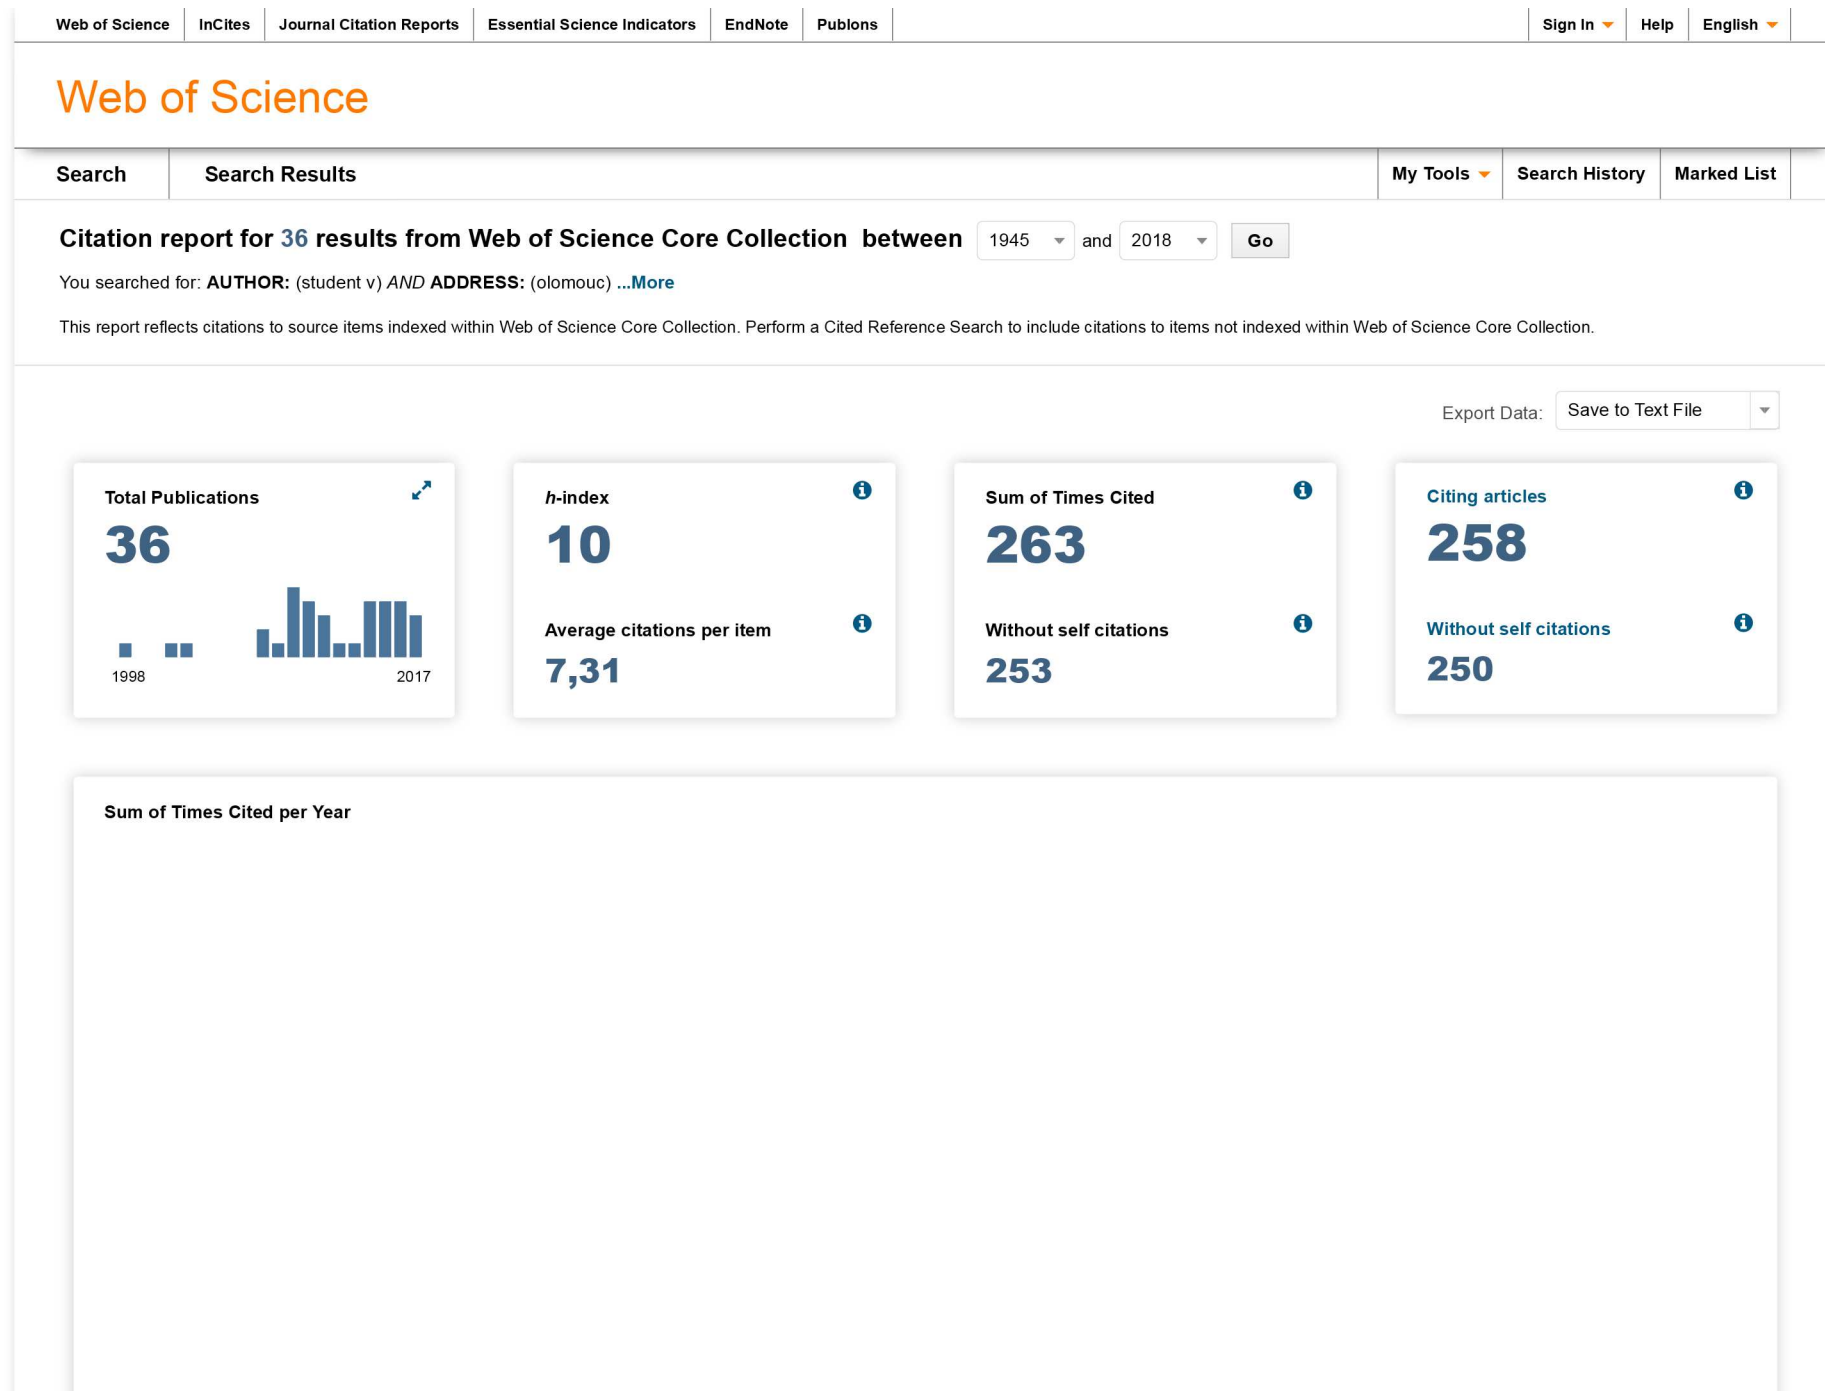 Web of Science InCites Journal Citation Reports Essential Science Indicators EndNote Publons Sign In Help English
Web of Science
Search Search Results My Tools Search History Marked List
Citation report for 36 results from Web of Science Core Collection between 1945 and 2018 Go
You searched for: AUTHOR: (student v) AND ADDRESS: (olomouc) ...More
This report reflects citations to source items indexed within Web of Science Core Collection. Perform a Cited Reference Search to include citations to items not indexed within Web of Science Core Collection.
Export Data: Save to Text File
Total Publications
36
1998 2017
h-index
10
Average citations per item
7,31
Sum of Times Cited
263
Without self citations
253
Citing articles
258
Without self citations
250
Sum of Times Cited per Year